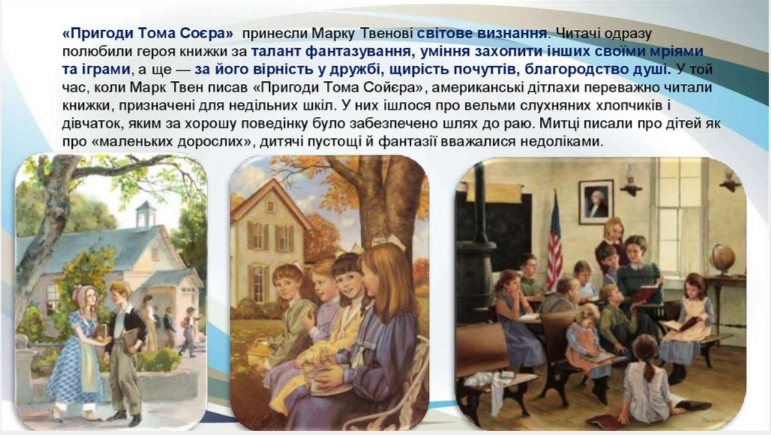 «Пригоди Тома Соєра» принесли Марку Твенові світове визнання. Читачі одразу
полюбили героя книжки за талант фантазування, уміння захопити інших своїми мріями
та іграми, а ще — за його вірність у дружбі, щирість почуттів, благородство душі. У той
час, коли Марк Твен писав «Пригоди Тома Сойєра», американські дітлахи переважно читали
книжки, призначені для недільних шкіл. У них ішлося про вельми слухняних хлопчиків і
дівчаток, яким за хорошу поведінку було забезпечено шлях до раю. Митці писали про дітей як
про «маленьких дорослих», дитячі пустощі й фантазії вважалися недоліками.